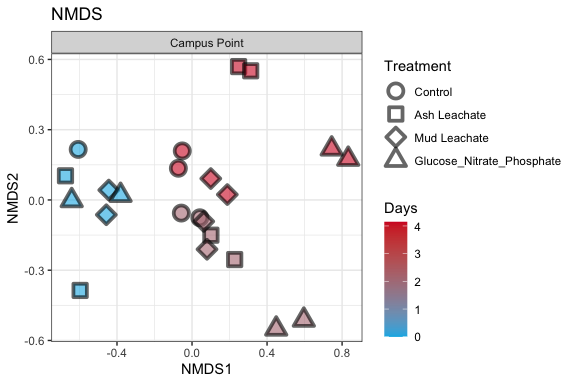 NMDS
Campus Point
0.6
0.3
0.0
-0.3
-0.6
NMDS2
-0.4
0.0
0.4
0.8
NMDS1
Treatment
Control
Ash Leachate
Mud Leachate
Glucose_Nitrate_Phosphate
Days
4
3
2
1
0